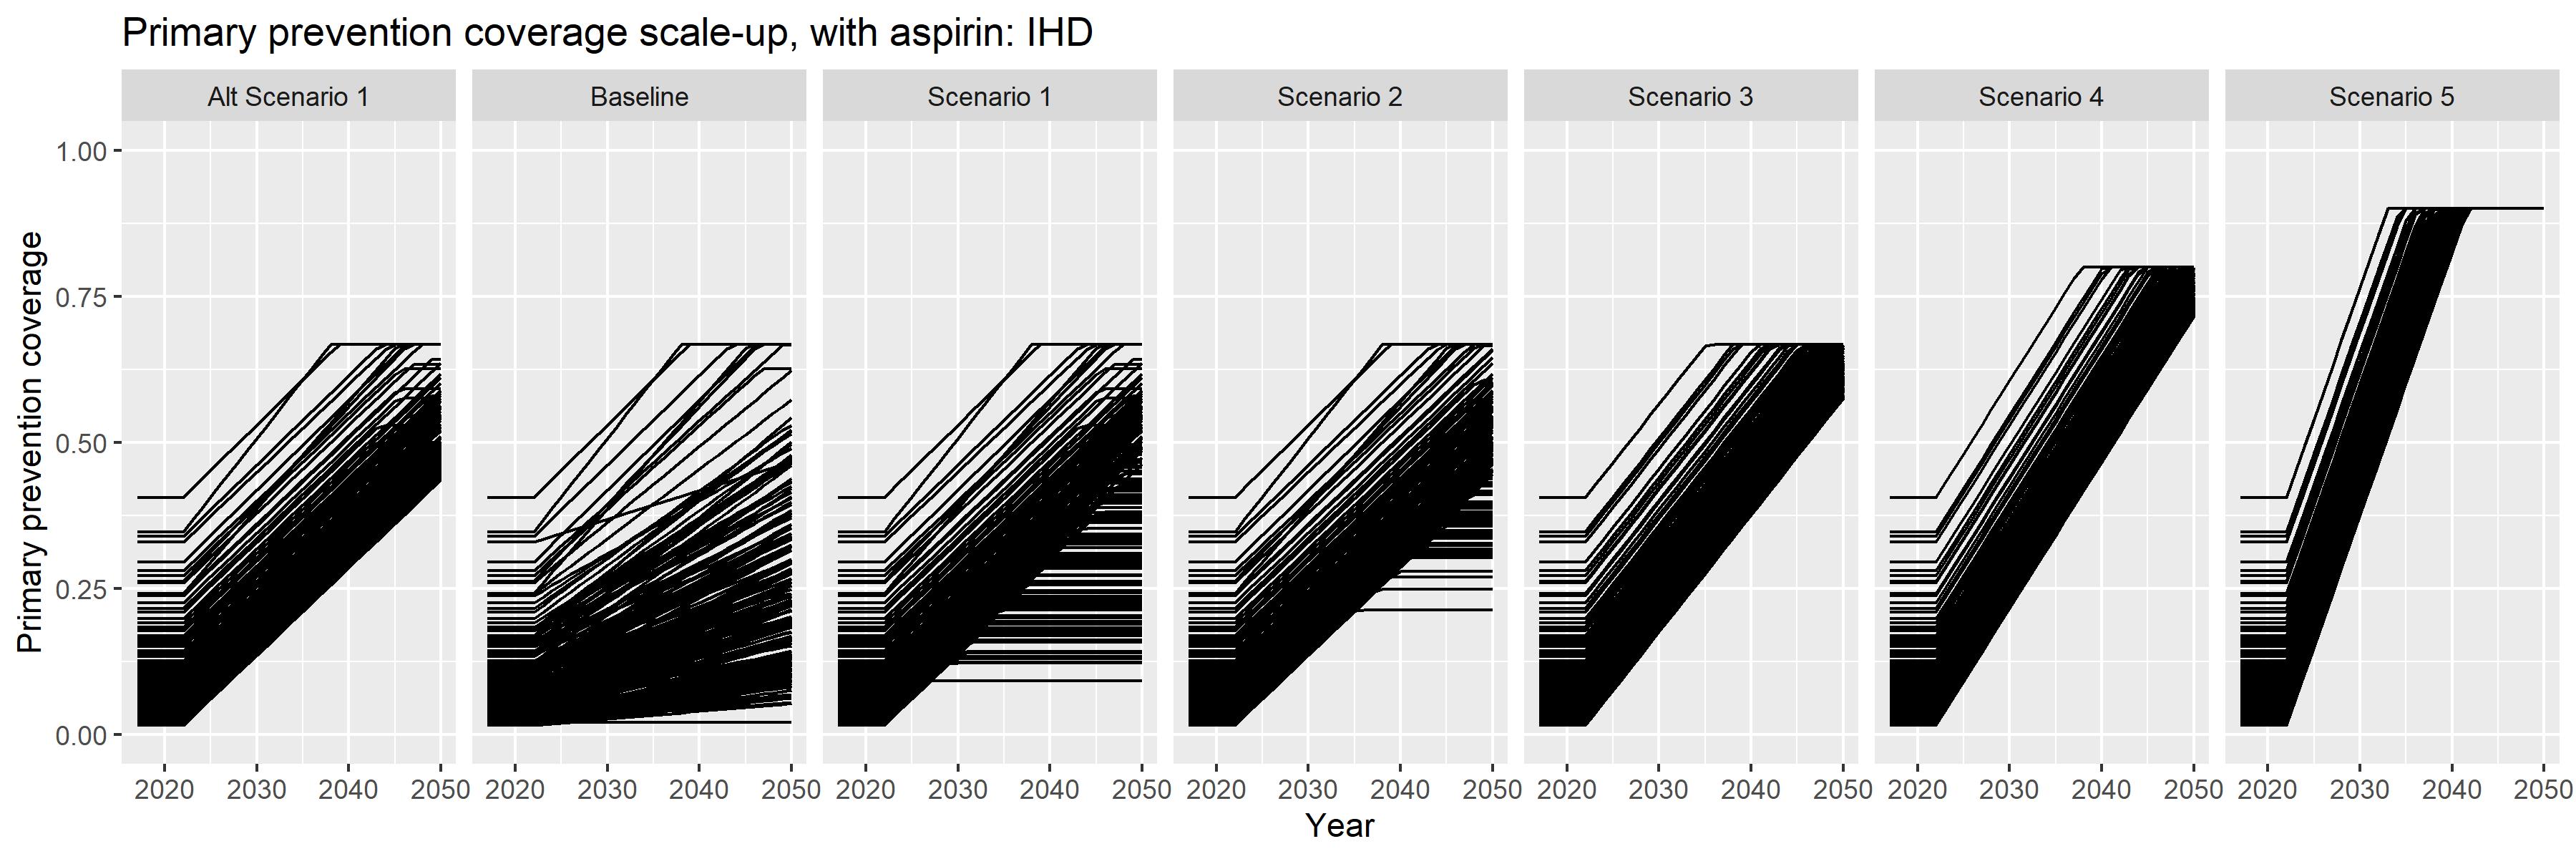 Primary prevention coverage scale-up, with aspirin: IHD
Alt Scenario 1 Baseline Scenario 1 Scenario 2 Scenario 3 Scenario 4 Scenario 5
Primary prevention coverage
1.00
0.75
0.50
0.25
0.00
2020 2030 2040 2050 2020 2030 2040 2050 2020 2030 2040 2050 2020 2030 2040 2050 2020 2030 2040 2050 2020 2030 2040 2050 2020 2030 2040 2050
Year